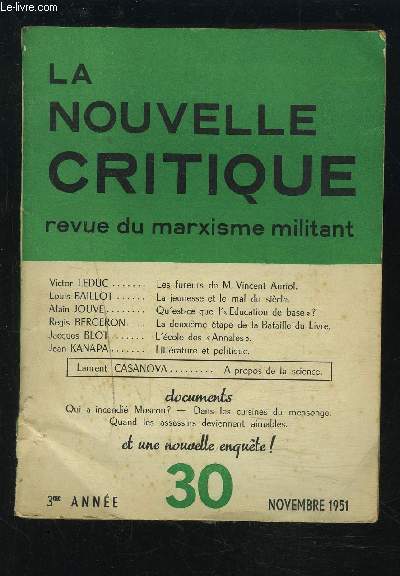 Le-livre.com
LA
NOUVELLE
CRITIQUE
revue du marxisme militant
Victor LEDUC . . . . . . . Les fureurs de M. Vincent Auriol.
Louis BAILLOT . . . . . . La jeunesse et le mal du siècle.
Alain JOUVEL . . . . . . . . Qu'est-ce que l'« Education de base » ?
Regis BERGERON . . . . La deuxième étape de la Bataille du Livre.
Jacques BLOT . . . . . . . L'école des « Annales ».
Jean KANAPA . . . . . . . Littérature et politique.
Laurent CASANOVA . . . . . . . . . A propos de la science.
documents
Qui a incendié Mosron? — Dans les cuisines du mensonge.
Quand les assassins deviennent aimables.
et une nouvelle enquête !
30
3me ANNÉE
NOVEMBRE 1951